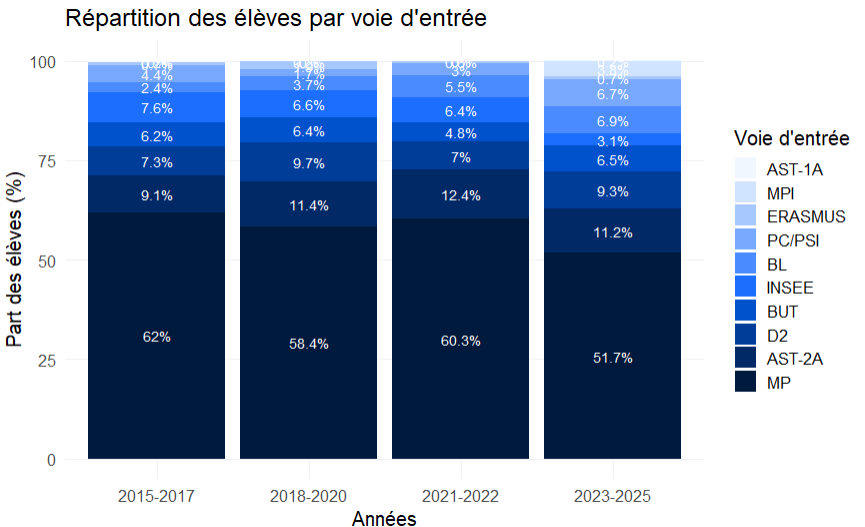 Répartition des élèves par voie d'entrée
Part des élèves (%)
100
75
50
25
0
4.4%
2.4%
7.6%
6.2%
7.3%
9.1%
62%
1.7%
3.7%
6.6%
6.4%
9.7%
11.4%
58.4%
3%
5.5%
6.4%
4.8%
7%
12.4%
60.3%
0.2%
0.7%
6.7%
6.9%
3.1%
6.5%
9.3%
11.2%
51.7%
2015-2017
2018-2020
2021-2022
2023-2025
Années
Voie d'entrée
AST-1A
MPI
ERASMUS
PC/PSI
BL
INSEE
BUT
D2
AST-2A
MP